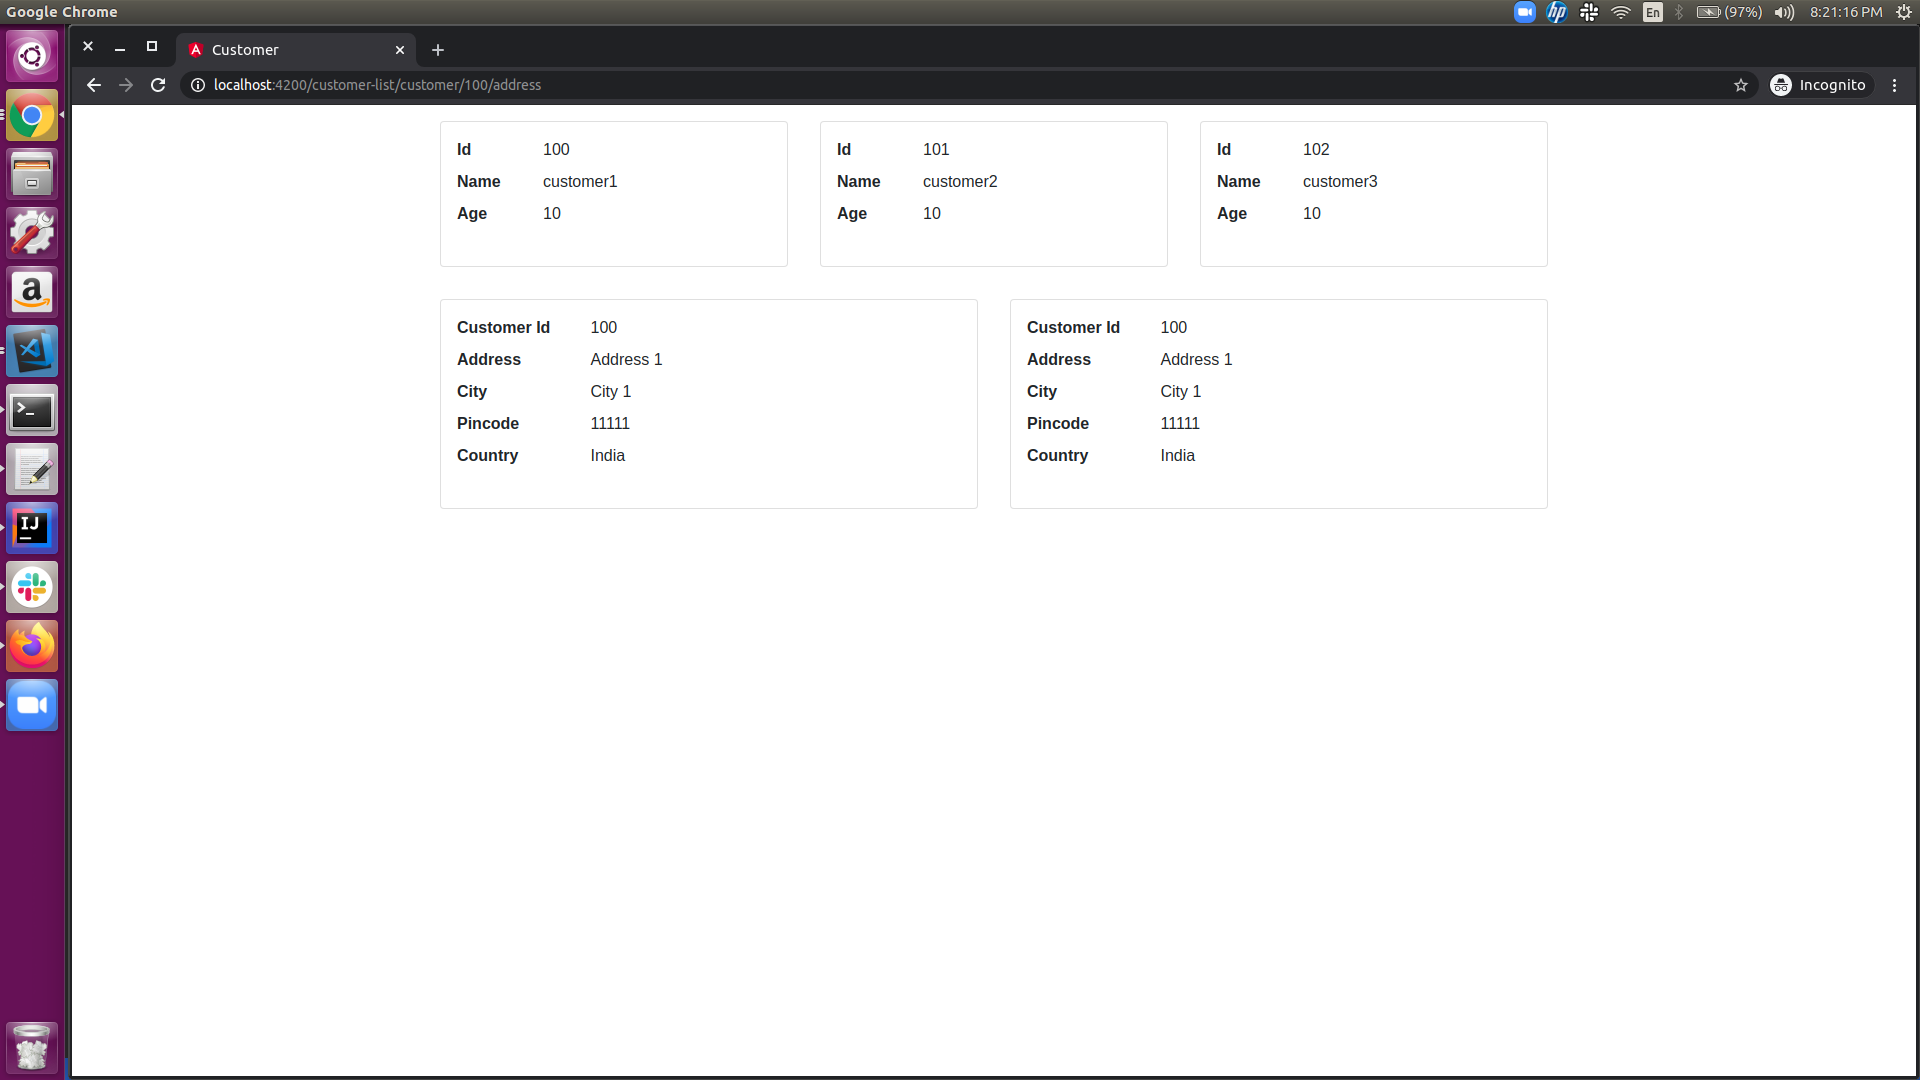 Google Chrome
En
(97%)
8:21:16 PM
Customer
localhost:4200/customer-list/customer/100/address
Incognito
Id 100
Name customer1
Age 10
Id 101
Name customer2
Age 10
Id 102
Name customer3
Age 10
Customer Id 100
Address Address 1
City City 1
Pincode 11111
Country India
Customer Id 100
Address Address 1
City City 1
Pincode 11111
Country India
hp
a
>_
IJ